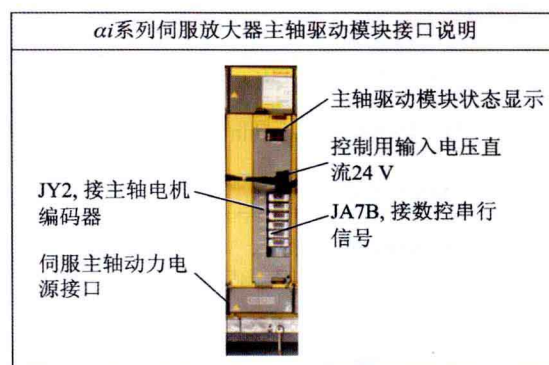 αi系列伺服放大器主轴驱动模块接口说明
主轴驱动模块状态显示
控制用输入电压直
流24 V
JY2, 接主轴电机
编码器
JA7B, 接数控串行
信号
伺服主轴动力电
源接口